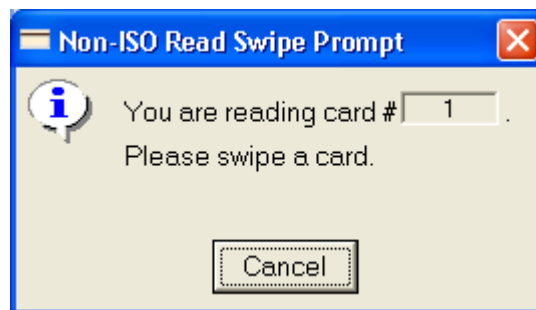 Non-ISO Read Swipe Prompt
You are reading card # 1 .
Please swipe a card.
Cancel